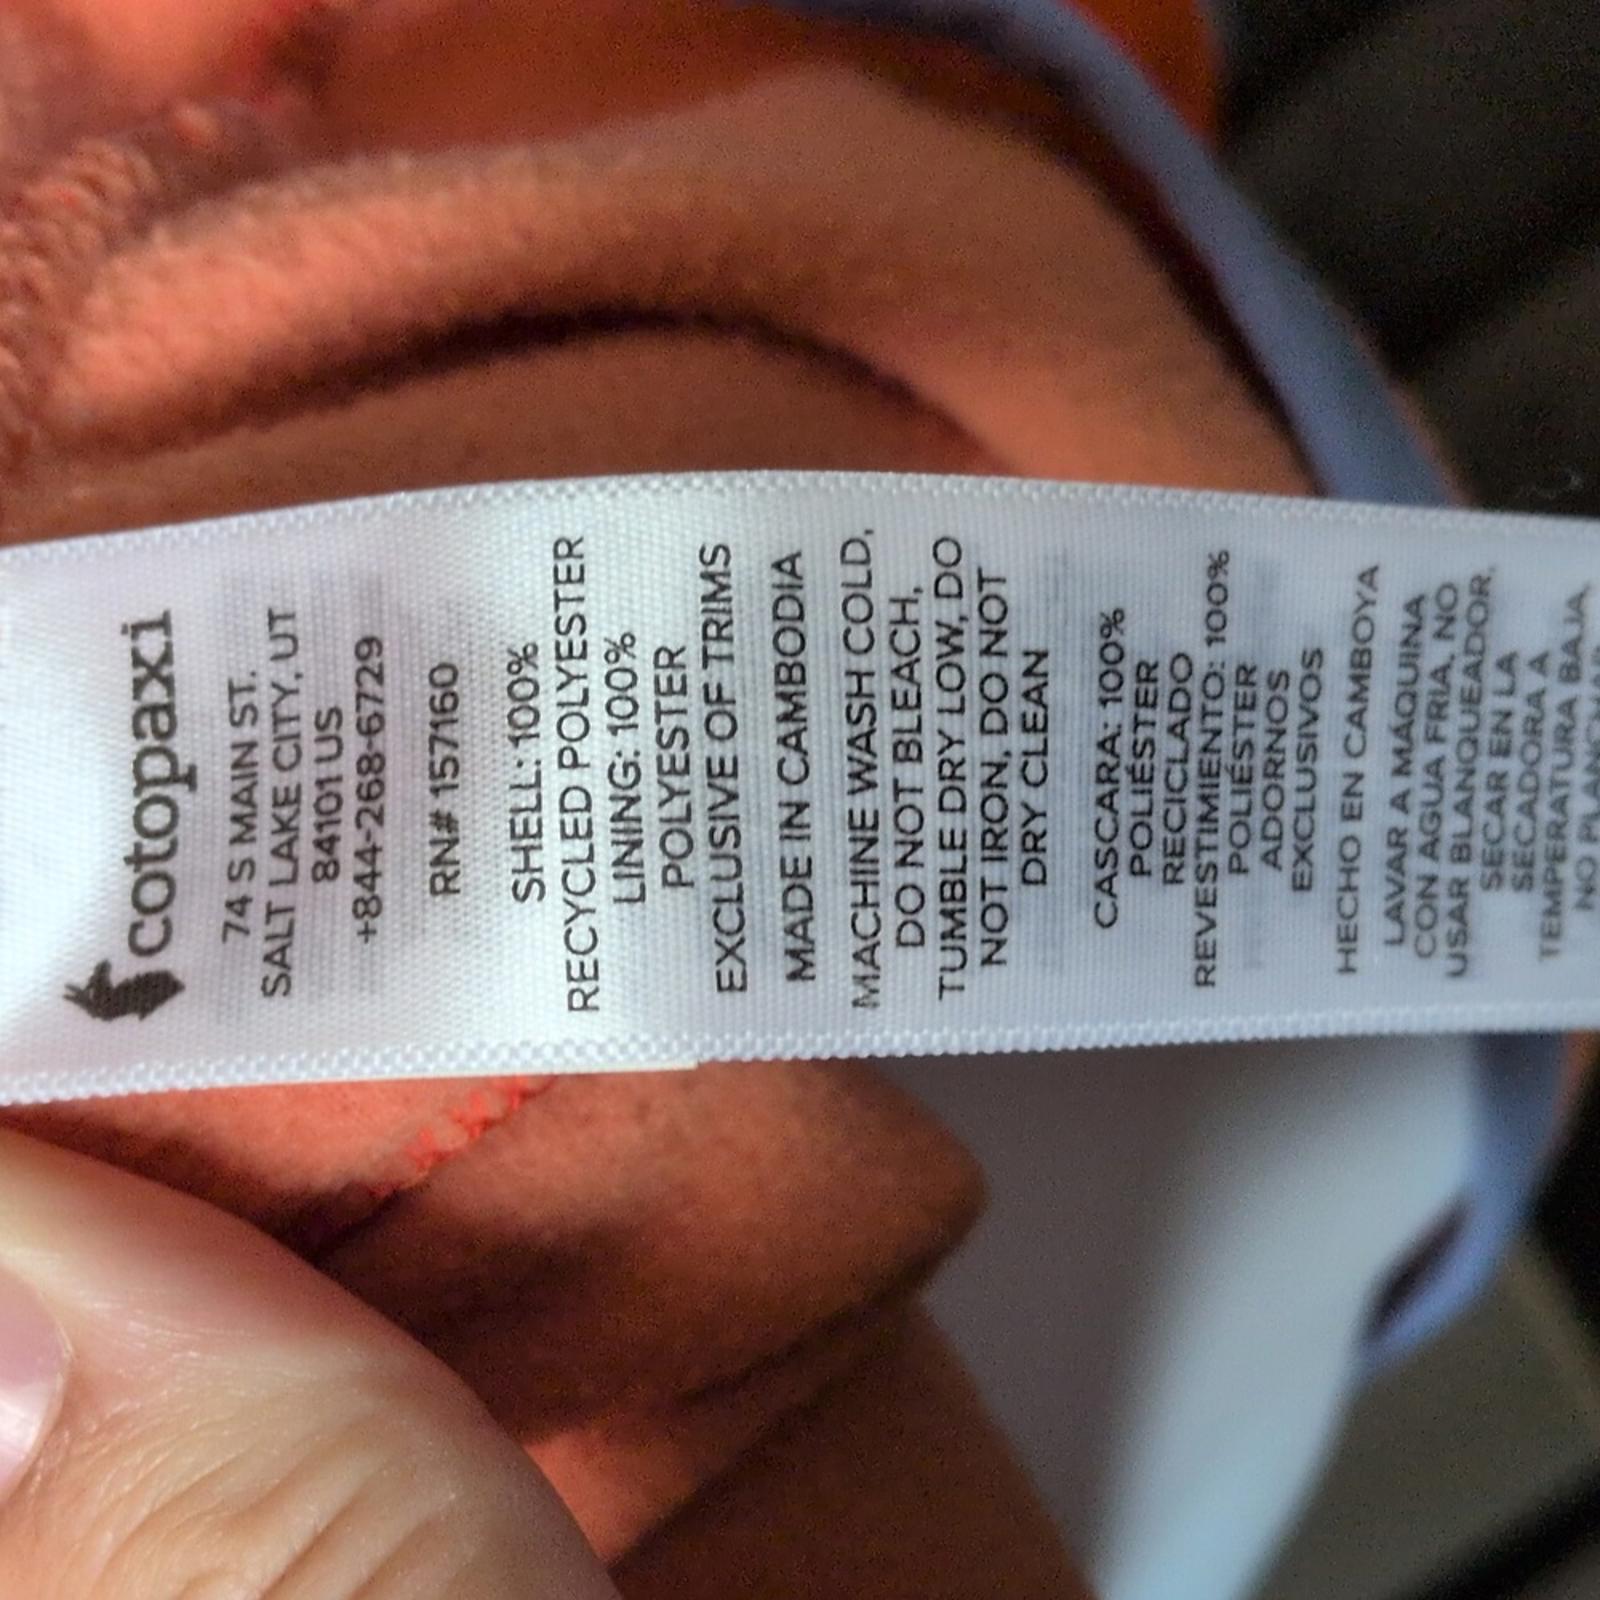 cotopaxi
74 S MAIN ST.
SALT LAKE CITY, UT
84101 US
+844-268-6729
RN# 157160
SHELL: 100%
RECYCLED POLYESTER
LINING: 100%
POLYESTER
EXCLUSIVE OF TRIMS
MADE IN CAMBODIA
MACHINE WASH COLD,
DO NOT BLEACH,
TUMBLE DRY LOW, DO
NOT IRON, DO NOT
DRY CLEAN
CASCARA: 100%
POLIÉSTER
RECICLADO
REVESTIMIENTO: 100%
POLIÉSTER
ADORNOS
EXCLUSIVOS
HECHO EN CAMBOYA
LAVAR A MÁQUINA
CON AGUA FRIA, NO
USAR BLANQUEADOR,
SECAR EN LA
SECADORA A
TEMPERATURA BAJA,
NO PLANCHAR